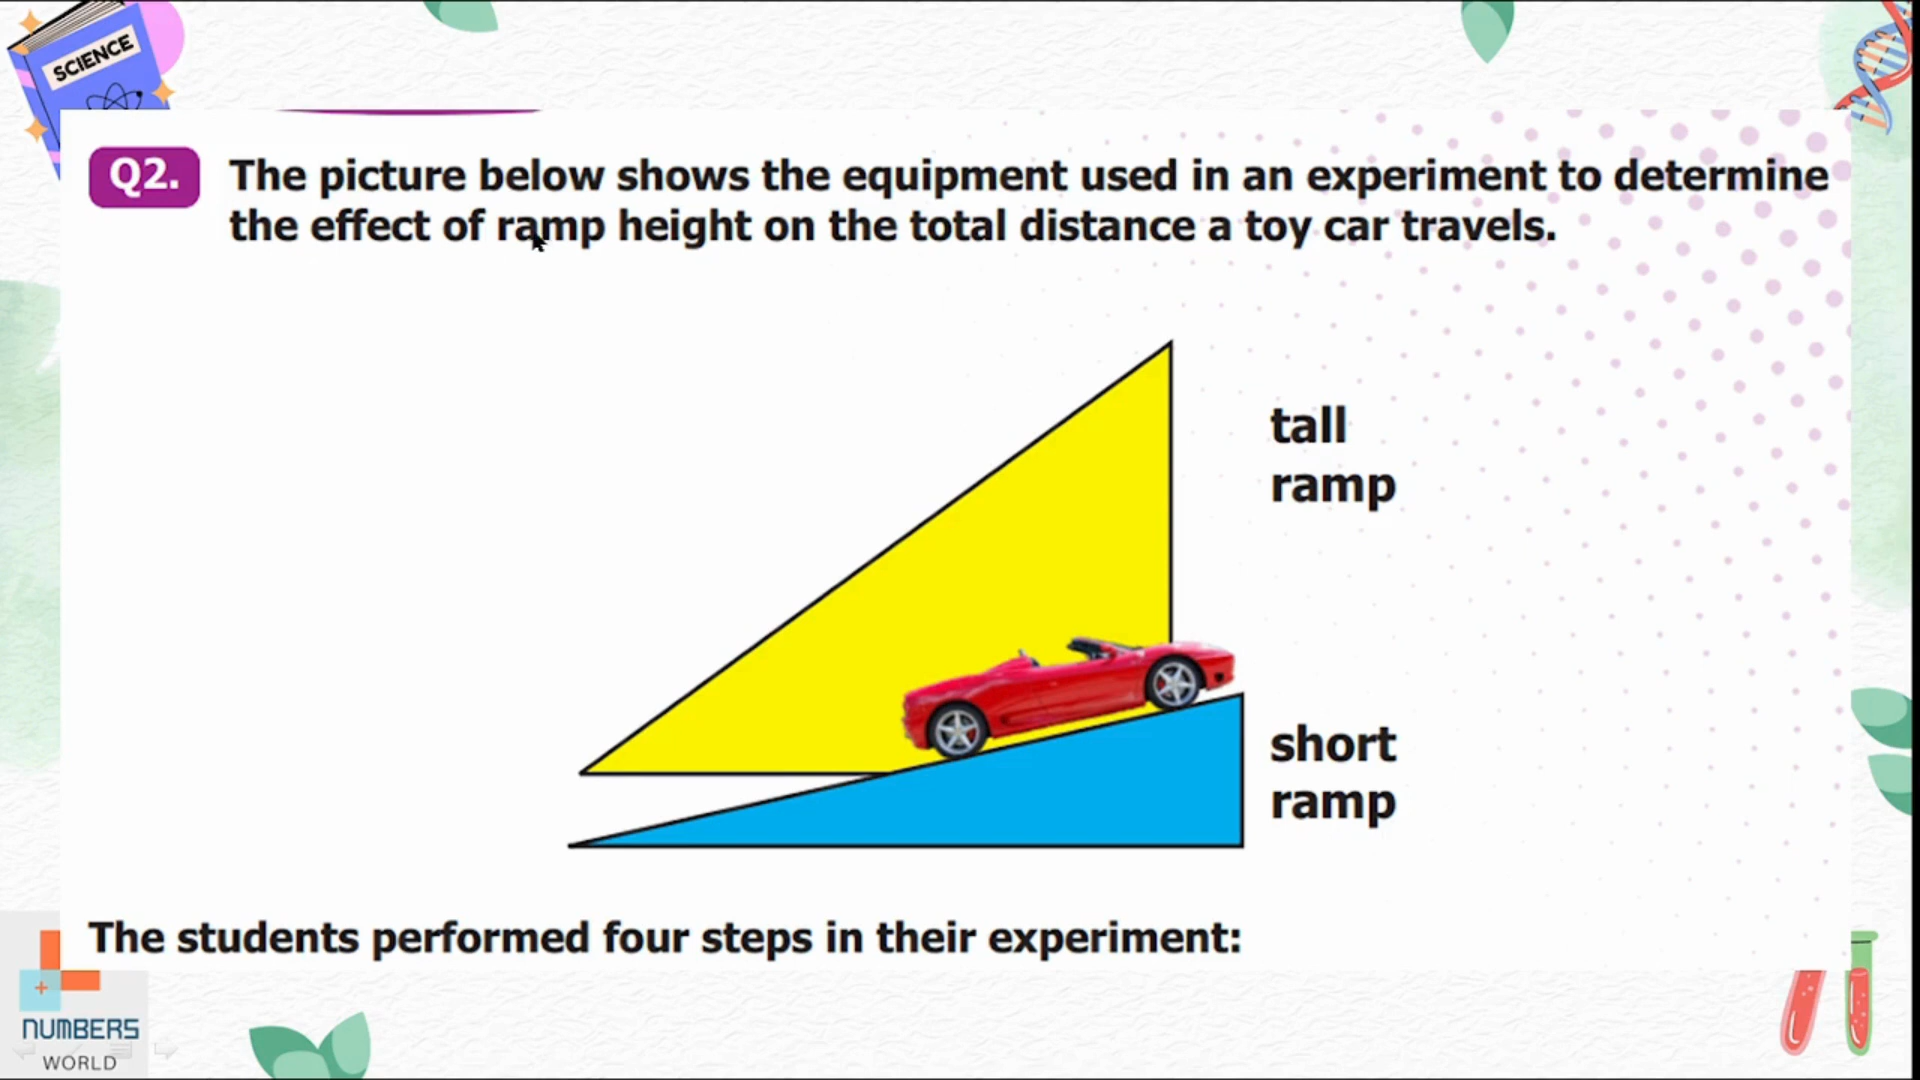 SCIENCE
Q2. The picture below shows the equipment used in an experiment to determine
the effect of ramp height on the total distance a toy car travels.
tall
ramp
short
ramp
The students performed four steps in their experiment:
NUMBERS
WORLD